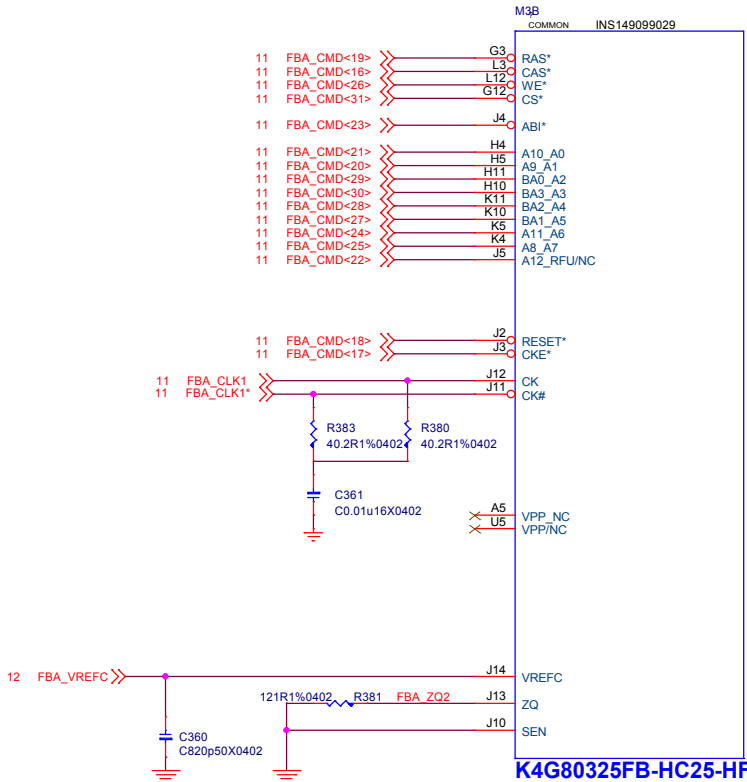 M3B
COMMON INS149099029
11 FBA_CMD<19> G3 RAS*
11 FBA_CMD<16> L3 CAS*
11 FBA_CMD<26> L12 WE*
11 FBA_CMD<31> G12 CS*
11 FBA_CMD<23> J4 ABI*
11 FBA_CMD<21> H4 A10_A0
11 FBA_CMD<20> H5 A9_A1
11 FBA_CMD<29> H11 BA0_A2
11 FBA_CMD<30> H10 BA3_A3
11 FBA_CMD<28> K11 BA2_A4
11 FBA_CMD<27> K10 BA1_A5
11 FBA_CMD<24> K5 A11_A6
11 FBA_CMD<25> K4 A8_A7
11 FBA_CMD<22> J5 A12_RFU/NC
11 FBA_CMD<18> J2 RESET*
11 FBA_CMD<17> J3 CKE*
11 FBA_CLK1 J12 CK
11 FBA_CLK1* J11 CK#
R383 R380
40.2R1%0402 40.2R1%0402
C361
C0.01u16X0402
A5 VPP_NC
U5 VPP/NC
12 FBA_VREFC J14 VREFC
121R1%0402 R381 FBA_ZQ2 J13 ZQ
J10 SEN
C360
C820p50X0402
K4G80325FB-HC25-HF